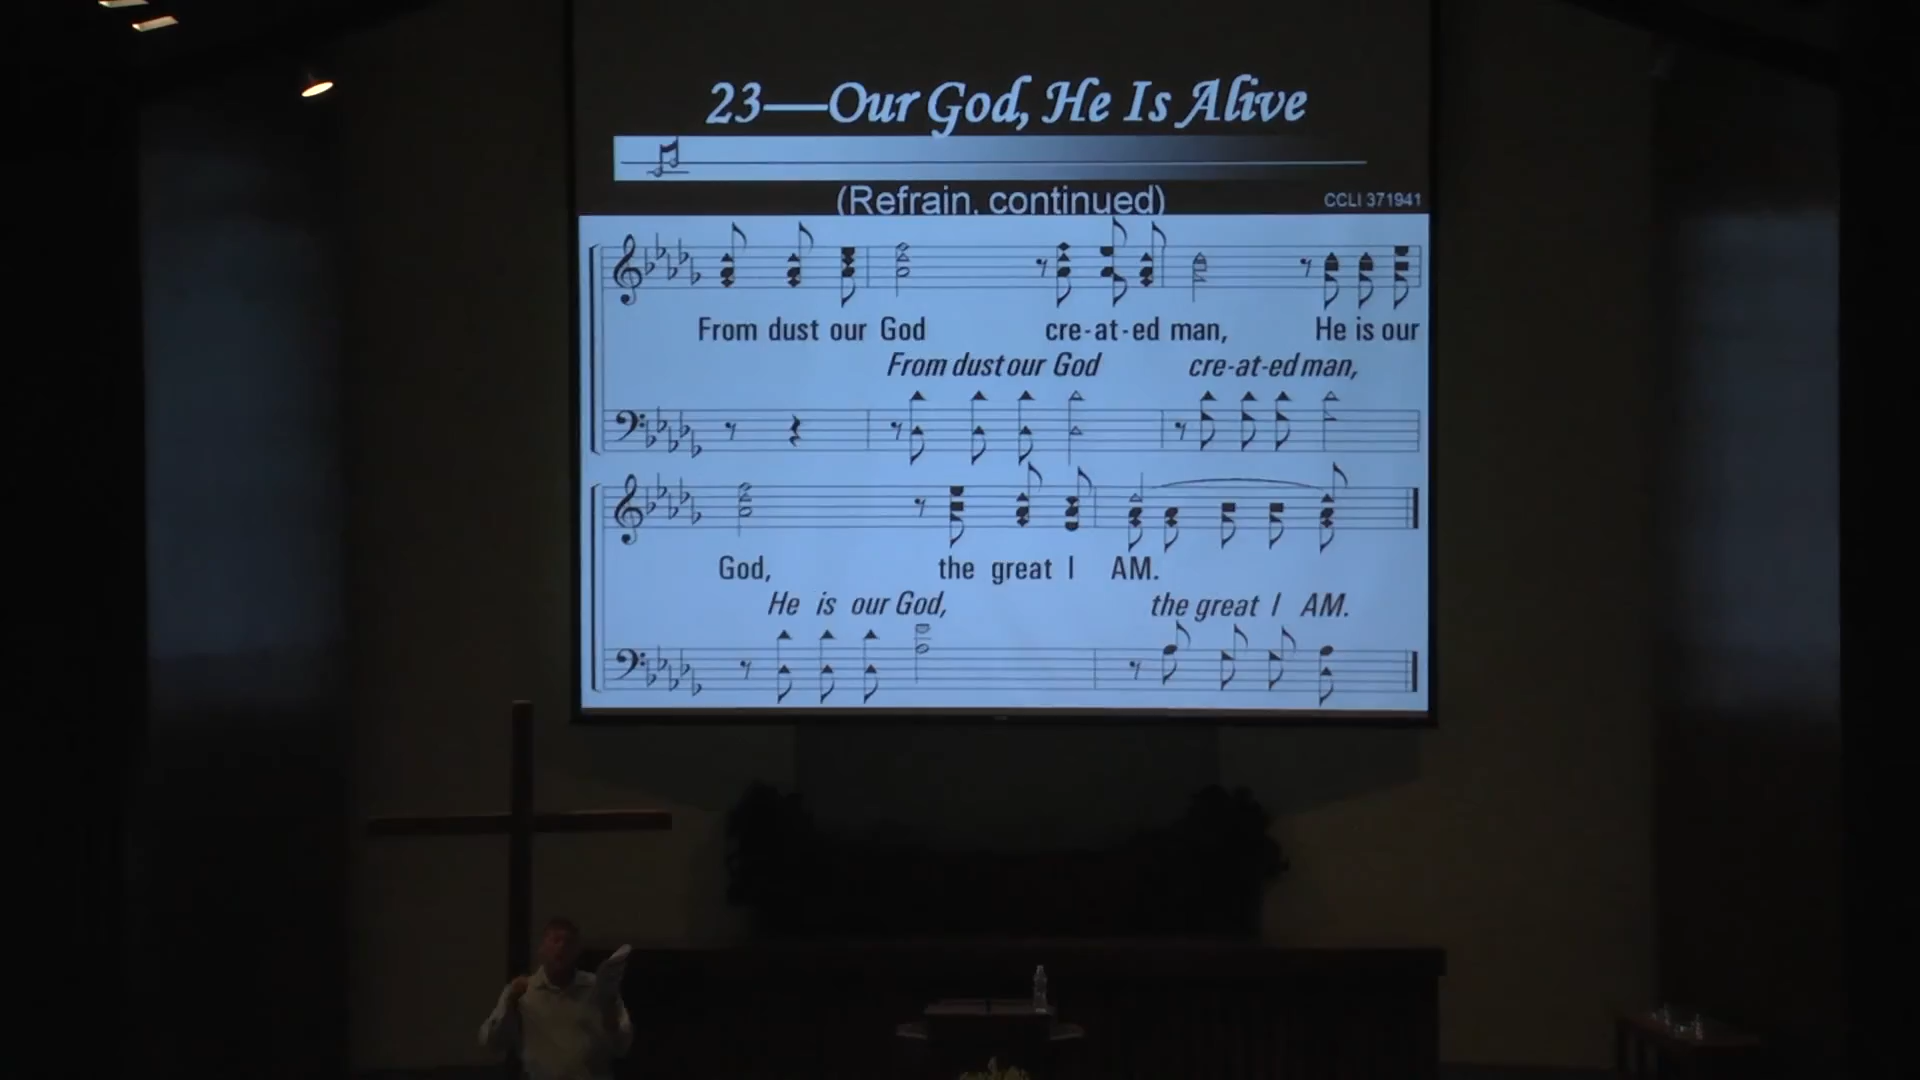 23—Our God, He Is Alive
(Refrain, continued)
CCLI 371941
From dust our God cre-at-ed man, He is our
From dust our God cre-at-ed man,
God, the great I AM.
He is our God, the great I AM.